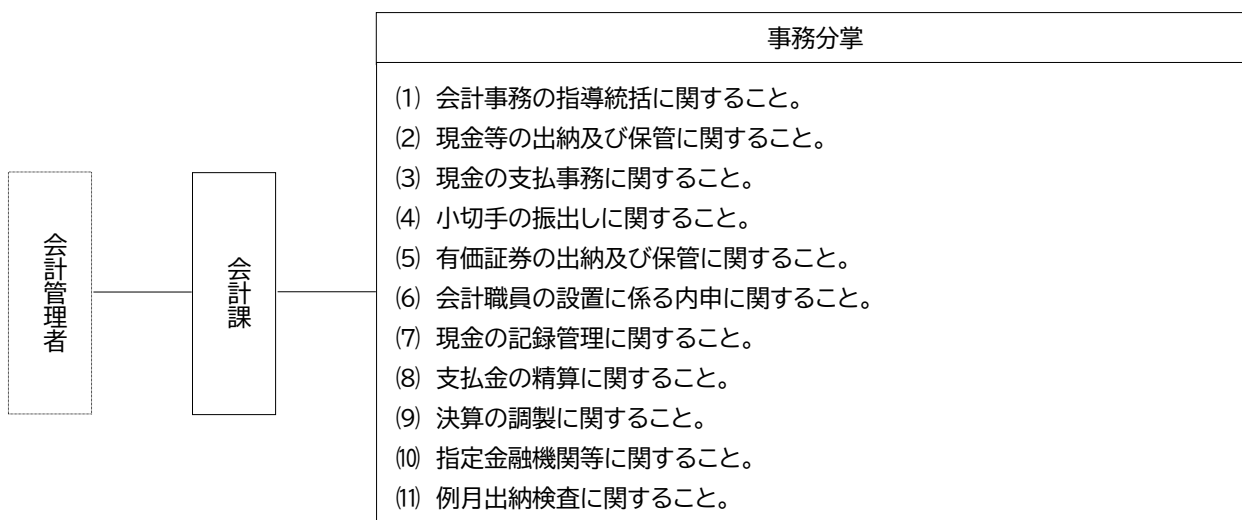 事務分掌
会計管理者
会計課
⑴ 会計事務の指導統括に関すること。
⑵ 現金等の出納及び保管に関すること。
⑶ 現金の支払事務に関すること。
⑷ 小切手の振出しに関すること。
⑸ 有価証券の出納及び保管に関すること。
⑹ 会計職員の設置に係る内申に関すること。
⑺ 現金の記録管理に関すること。
⑻ 支払金の精算に関すること。
⑼ 決算の調製に関すること。
⑽ 指定金融機関等に関すること。
⑾ 例月出納検査に関すること。